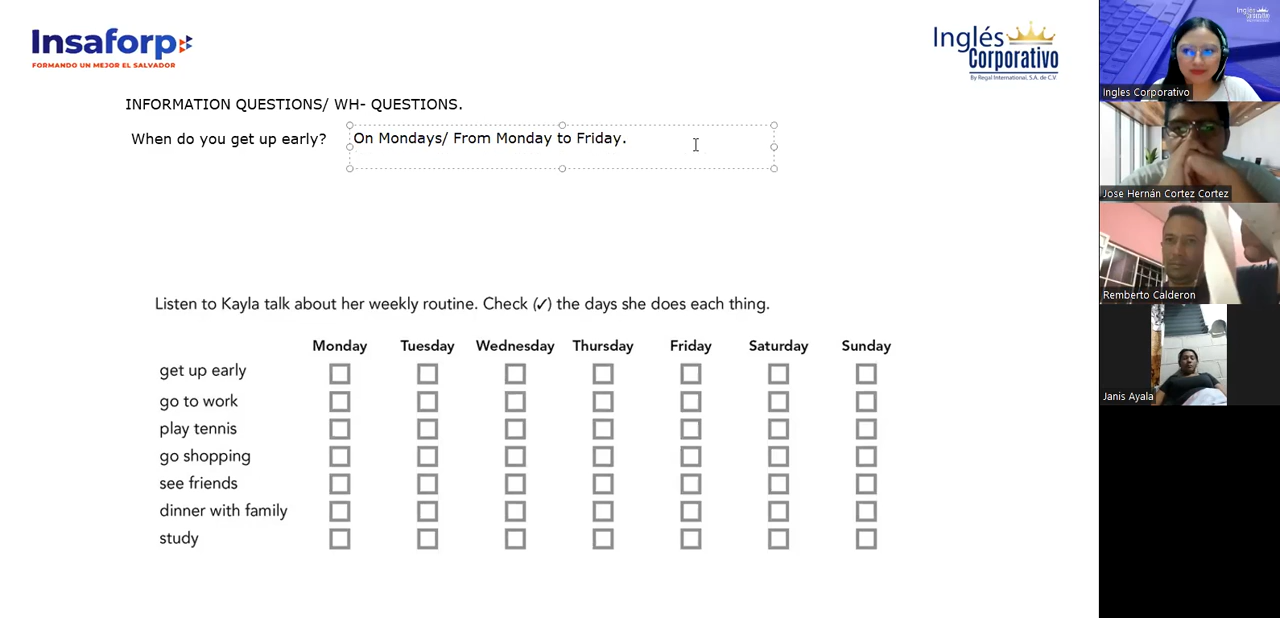 Insaforp
FORMANDO UN MEJOR EL SALVADOR
Inglés
Corporativo
By Regal International, S.A. de C.V.
INFORMATION QUESTIONS/ WH- QUESTIONS.
When do you get up early? On Mondays/ From Monday to Friday.
Listen to Kayla talk about her weekly routine. Check (✓) the days she does each thing.
Monday Tuesday Wednesday Thursday Friday Saturday Sunday
get up early
go to work
play tennis
go shopping
see friends
dinner with family
study
Ingles Corporativo
Jose Hernán Cortez Cortez
Remberto Calderon
Janis Ayala